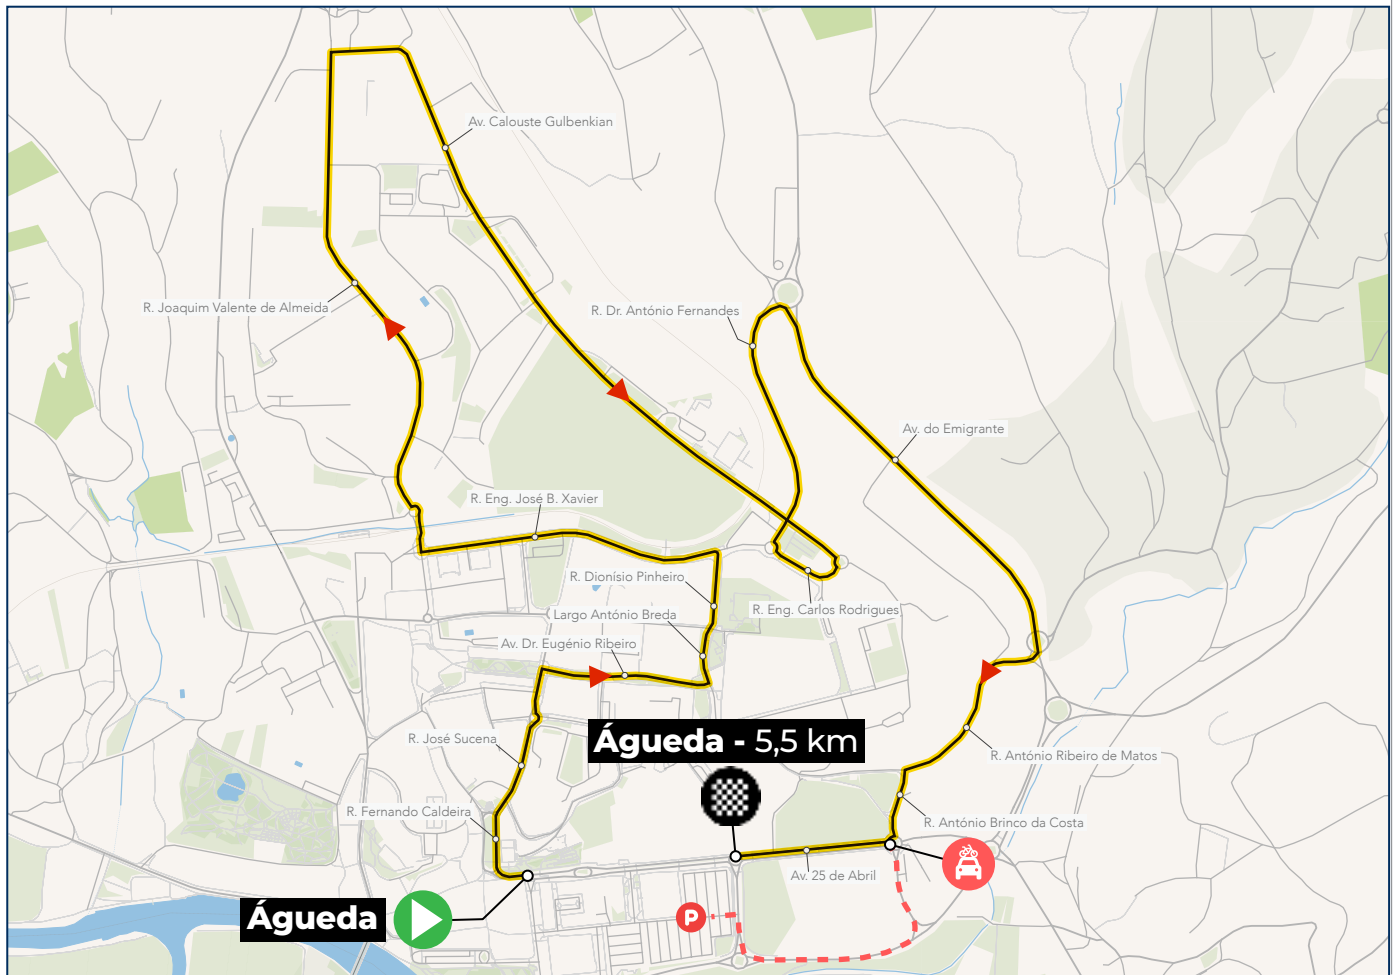 Av. Calouste Gulbenkian
R. Joaquim Valente de Almeida
R. Dr. António Fernandes
Av. do Emigrante
R. Eng. José B. Xavier
R. Dionísio Pinheiro
R. Eng. Carlos Rodrigues
Largo António Breda
Av. Dr. Eugénio Ribeiro
R. José Sucena
Águeda - 5,5 km
R. António Ribeiro de Matos
R. Fernando Caldeira
R. António Brinco da Costa
Av. 25 de Abril
Águeda
P